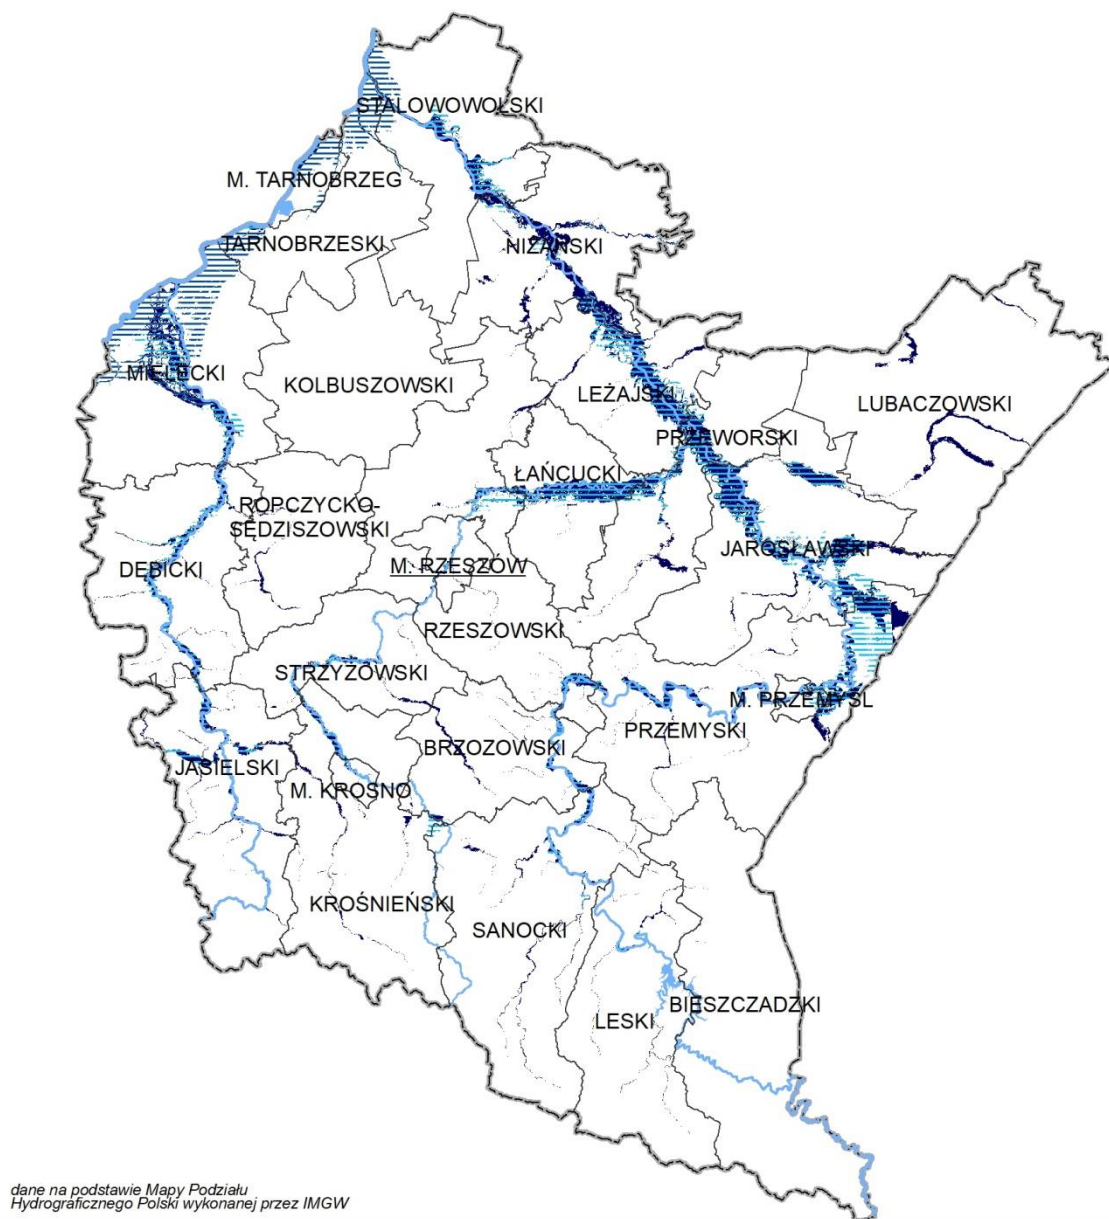 STALOWOWOLSKI
M. TARNOBRZEG
TARNOBRZESKI
NIŻAŃSKI
MIELECKI
KOLBUSZOWSKI
LEŻAJSKI
LUBACZOWSKI
PRZEWORSKI
ŁAŃCUCKI
ROPCZYCKO-
SĘDZISZOWSKI
JAROSŁAWSKI
DĘBICKI
M. RZESZÓW
RZESZOWSKI
STRZYŻOWSKI
M. PRZEMYŚL
PRZEMYSKI
BRZOZOWSKI
JASIELSKI
M. KROSNO
KROŚNIEŃSKI
SANOCKI
BIESZCZADZKI
LESKI
dane na podstawie Mapy Podziału
Hydrograficznego Polski wykonanej przez IMGW